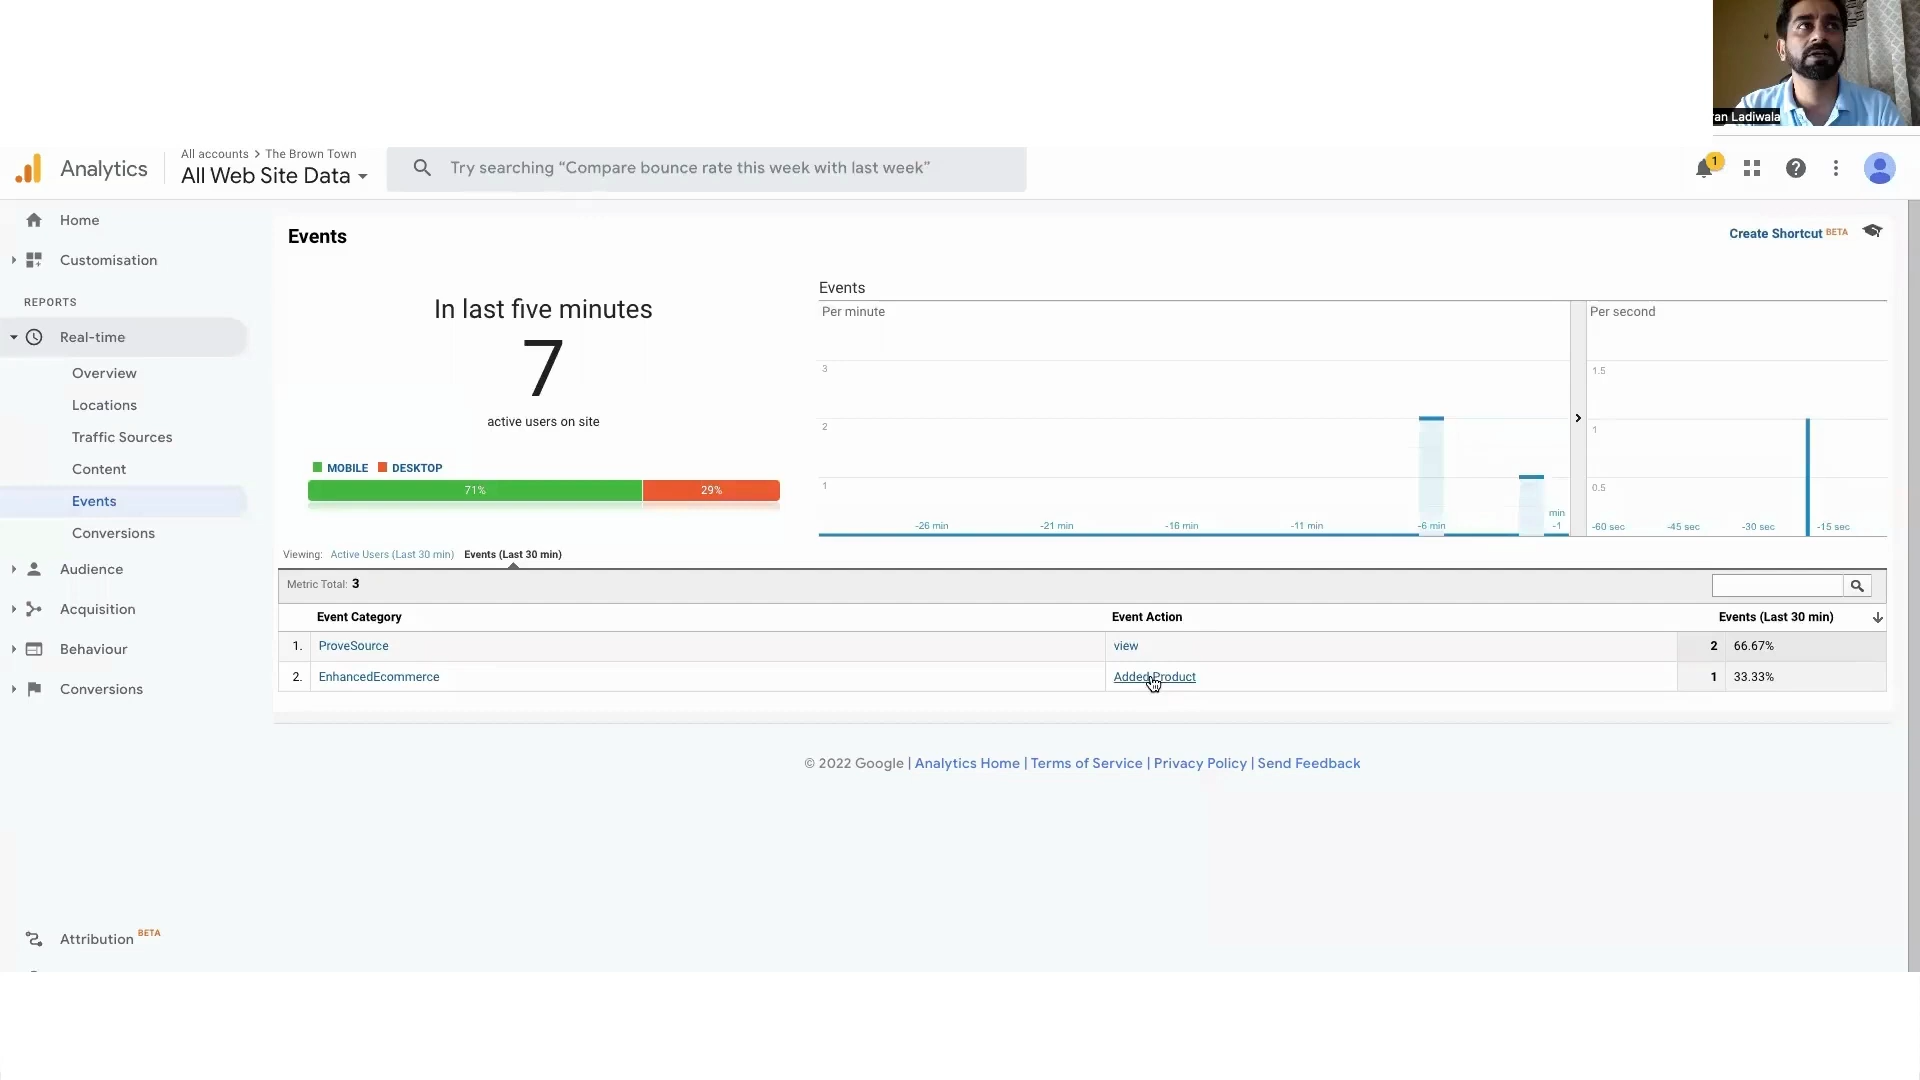 ran Ladiwala
Analytics
All accounts > The Brown Town
All Web Site Data
Try searching “Compare bounce rate this week with last week”
1
Home
Customisation
REPORTS
Real-time
Overview
Locations
Traffic Sources
Content
Events
Conversions
Audience
Acquisition
Behaviour
Conversions
Attribution BETA
Events
Create Shortcut BETA
In last five minutes
7
active users on site
MOBILE DESKTOP
71% 29%
Events
Per minute
3
2
1
-26 min -21 min -16 min -11 min -6 min min -1
Per second
1.5
1
0.5
-60 sec -45 sec -30 sec -15 sec
Viewing: Active Users (Last 30 min) Events (Last 30 min)
Metric Total: 3
Event Category Event Action Events (Last 30 min)
1. ProveSource view 2 66.67%
2. EnhancedEcommerce Added Product 1 33.33%
© 2022 Google | Analytics Home | Terms of Service | Privacy Policy | Send Feedback